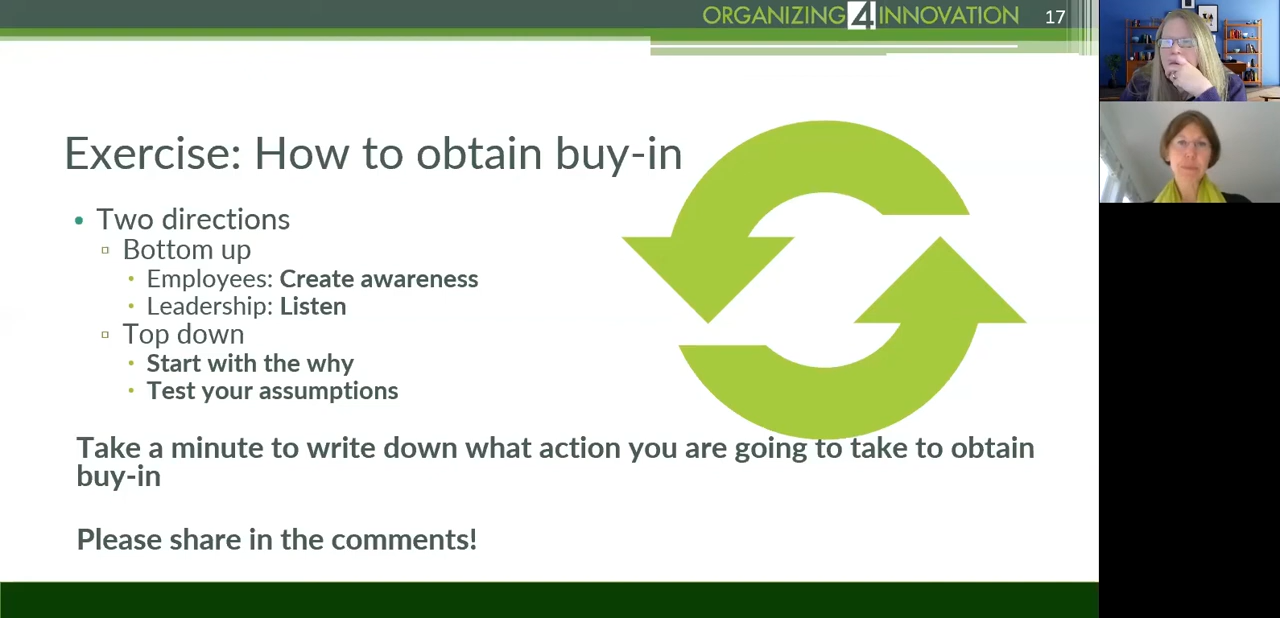 ORGANIZING 4 INNOVATION 17
Exercise: How to obtain buy-in
Two directions
Bottom up
Employees: Create awareness
Leadership: Listen
Top down
Start with the why
Test your assumptions
Take a minute to write down what action you are going to take to obtain
buy-in
Please share in the comments!